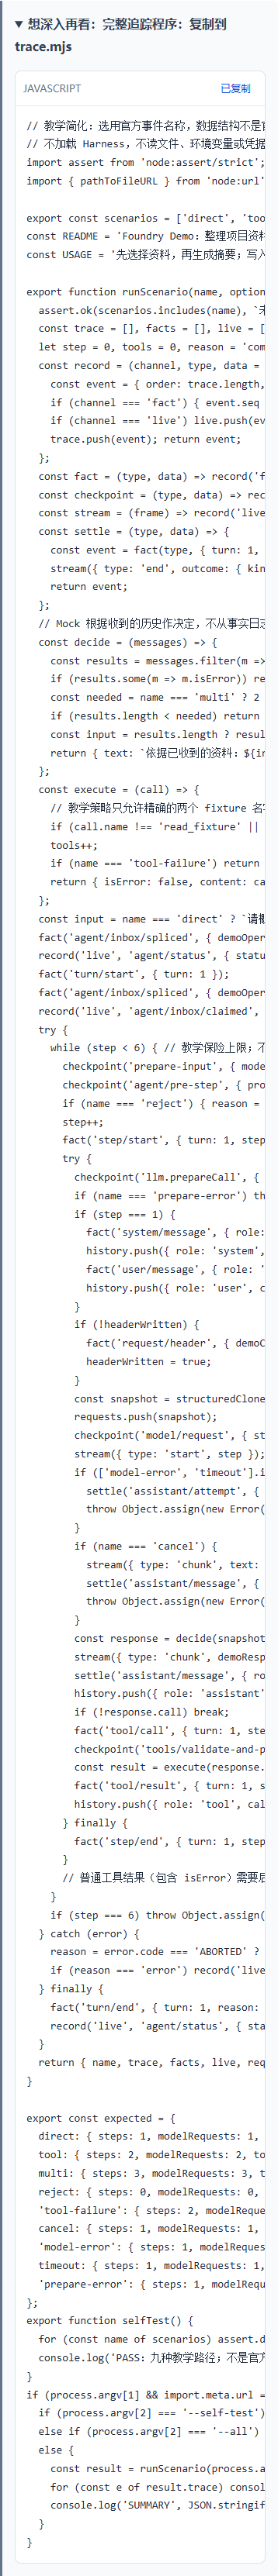 ▼ 想深入再看：完整追踪程序：复制到
trace.mjs
JAVASCRIPT 已复制
// 教学简化：选用官方事件名称，数据结构不是官
// 不加载 Harness，不读文件、环境变量或凭据
import assert from 'node:assert/strict';
import { pathToFileURL } from 'node:url'
export const scenarios = ['direct', 'too
const README = 'Foundry Demo：整理项目资料
const USAGE = '先选择资料，再生成摘要；写入
export function runScenario(name, option
assert.ok(scenarios.includes(name), `未
const trace = [], facts = [], live = [
let step = 0, tools = 0, reason = 'com
const record = (channel, type, data =
const event = { order: trace.length,
if (channel === 'fact') { event.seq
if (channel === 'live') live.push(ev
trace.push(event); return event;
};
const fact = (type, data) => record('f
const checkpoint = (type, data) => rec
const stream = (frame) => record('live
const settle = (type, data) => {
const event = fact(type, { turn: 1,
stream({ type: 'end', outcome: { kin
return event;
};
// Mock 根据收到的历史作决定，不从事实日志
const decide = (messages) => {
const results = messages.filter(m =>
if (results.some(m => m.isError)) re
const needed = name === 'multi' ? 2
if (results.length < needed) return
const input = results.length ? resul
return { text: `依据已收到的资料：${in
};
const execute = (call) => {
// 教学策略只允许精确的两个 fixture 名字
if (call.name !== 'read_fixture' ||
tools++;
if (name === 'tool-failure') return
return { isError: false, content: ca
};
const input = name === 'direct' ? `请概
fact('agent/inbox/spliced', { demoOper
record('live', 'agent/status', { statu
fact('turn/start', { turn: 1 });
fact('agent/inbox/spliced', { demoOper
record('live', 'agent/inbox/claimed',
try {
while (step < 6) { // 教学保险上限；不
checkpoint('prepare-input', { mode
checkpoint('agent/pre-step', { pro
if (name === 'reject') { reason =
step++;
fact('step/start', { turn: 1, step
try {
checkpoint('llm.prepareCall', {
if (name === 'prepare-error') th
if (step === 1) {
fact('system/message', { role:
history.push({ role: 'system',
fact('user/message', { role: '
history.push({ role: 'user', c
}
if (!headerWritten) {
fact('request/header', { demoC
headerWritten = true;
}
const snapshot = structuredClone
requests.push(snapshot);
checkpoint('model/request', { st
stream({ type: 'start', step });
if (['model-error', 'timeout'].i
settle('assistant/attempt', {
throw Object.assign(new Error(
}
if (name === 'cancel') {
stream({ type: 'chunk', text:
settle('assistant/message', {
throw Object.assign(new Error(
}
const response = decide(snapshot
stream({ type: 'chunk', demoResp
settle('assistant/message', { ro
history.push({ role: 'assistant'
if (!response.call) break;
fact('tool/call', { turn: 1, ste
checkpoint('tools/validate-and-p
const result = execute(response.
fact('tool/result', { turn: 1, s
history.push({ role: 'tool', cal
} finally {
fact('step/end', { turn: 1, step
}
// 普通工具结果（包含 isError）需要后
}
if (step === 6) throw Object.assign(
} catch (error) {
reason = error.code === 'ABORTED' ?
if (reason === 'error') record('live
} finally {
fact('turn/end', { turn: 1, reason:
record('live', 'agent/status', { sta
}
return { name, trace, facts, live, req
}
export const expected = {
direct: { steps: 1, modelRequests: 1,
tool: { steps: 2, modelRequests: 2, to
multi: { steps: 3, modelRequests: 3, t
reject: { steps: 0, modelRequests: 0,
'tool-failure': { steps: 2, modelReque
cancel: { steps: 1, modelRequests: 1,
'model-error': { steps: 1, modelReques
timeout: { steps: 1, modelRequests: 1,
'prepare-error': { steps: 1, modelRequ
};
export function selfTest() {
for (const name of scenarios) assert.d
console.log('PASS：九种教学路径；不是官方
}
if (process.argv[1] && import.meta.url =
if (process.argv[2] === '--self-test')
else if (process.argv[2] === '--all')
else {
const result = runScenario(process.a
for (const e of result.trace) consol
console.log('SUMMARY', JSON.stringif
}
}